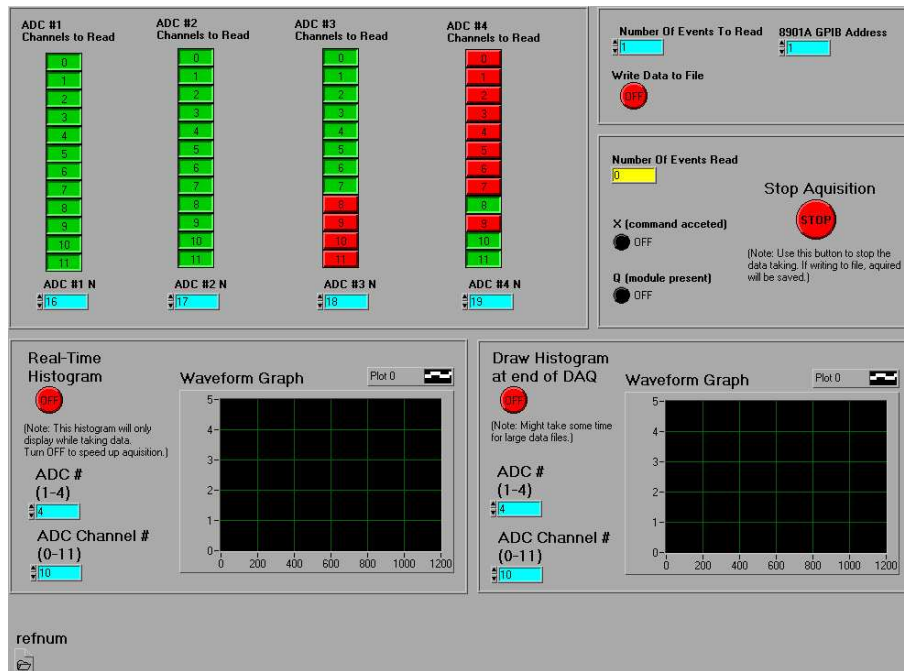 ADC #1
Channels to Read
0
1
2
3
4
5
6
7
8
9
10
11
ADC #1 N
16
ADC #2
Channels to Read
0
1
2
3
4
5
6
7
8
9
10
11
ADC #2 N
17
ADC #3
Channels to Read
0
1
2
3
4
5
6
7
8
9
10
11
ADC #3 N
18
ADC #4
Channels to Read
0
1
2
3
4
5
6
7
8
9
10
11
ADC #4 N
19
Number Of Events To Read
1
8901A GPIB Address
1
Write Data to File
OFF
Number Of Events Read
0
X (command acceted)
OFF
Q (module present)
OFF
Stop Aquisition
STOP
(Note: Use this button to stop the
data taking. If writing to file, aquired
will be saved.)
Real-Time
Histogram
OFF
(Note: This histogram will only
display while taking data.
Turn OFF to speed up aquisition.)
ADC #
(1-4)
4
ADC Channel #
(0-11)
10
Waveform Graph
Plot 0
5-
4-
3-
2-
1-
0-
0 200 400 600 800 1000 1200
Draw Histogram
at end of DAQ
OFF
(Note: Might take some time
for large data files.)
ADC #
(1-4)
4
ADC Channel #
(0-11)
10
Waveform Graph
Plot 0
5-
4-
3-
2-
1-
0-
0 200 400 600 800 1000 1200
refnum